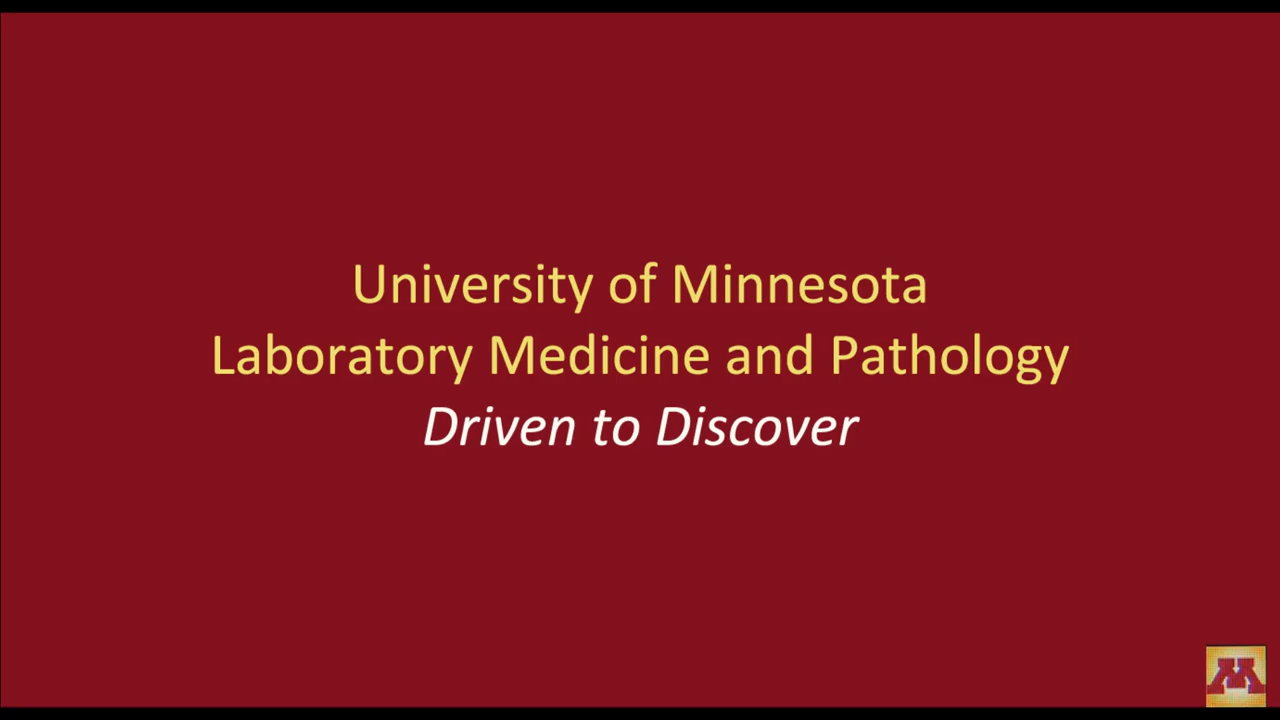 University of Minnesota
Laboratory Medicine and Pathology
Driven to Discover
M